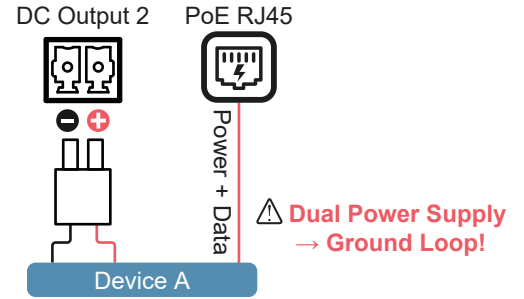 DC Output 2
PoE RJ45
Power + Data
⚠ Dual Power Supply
→ Ground Loop!
Device A